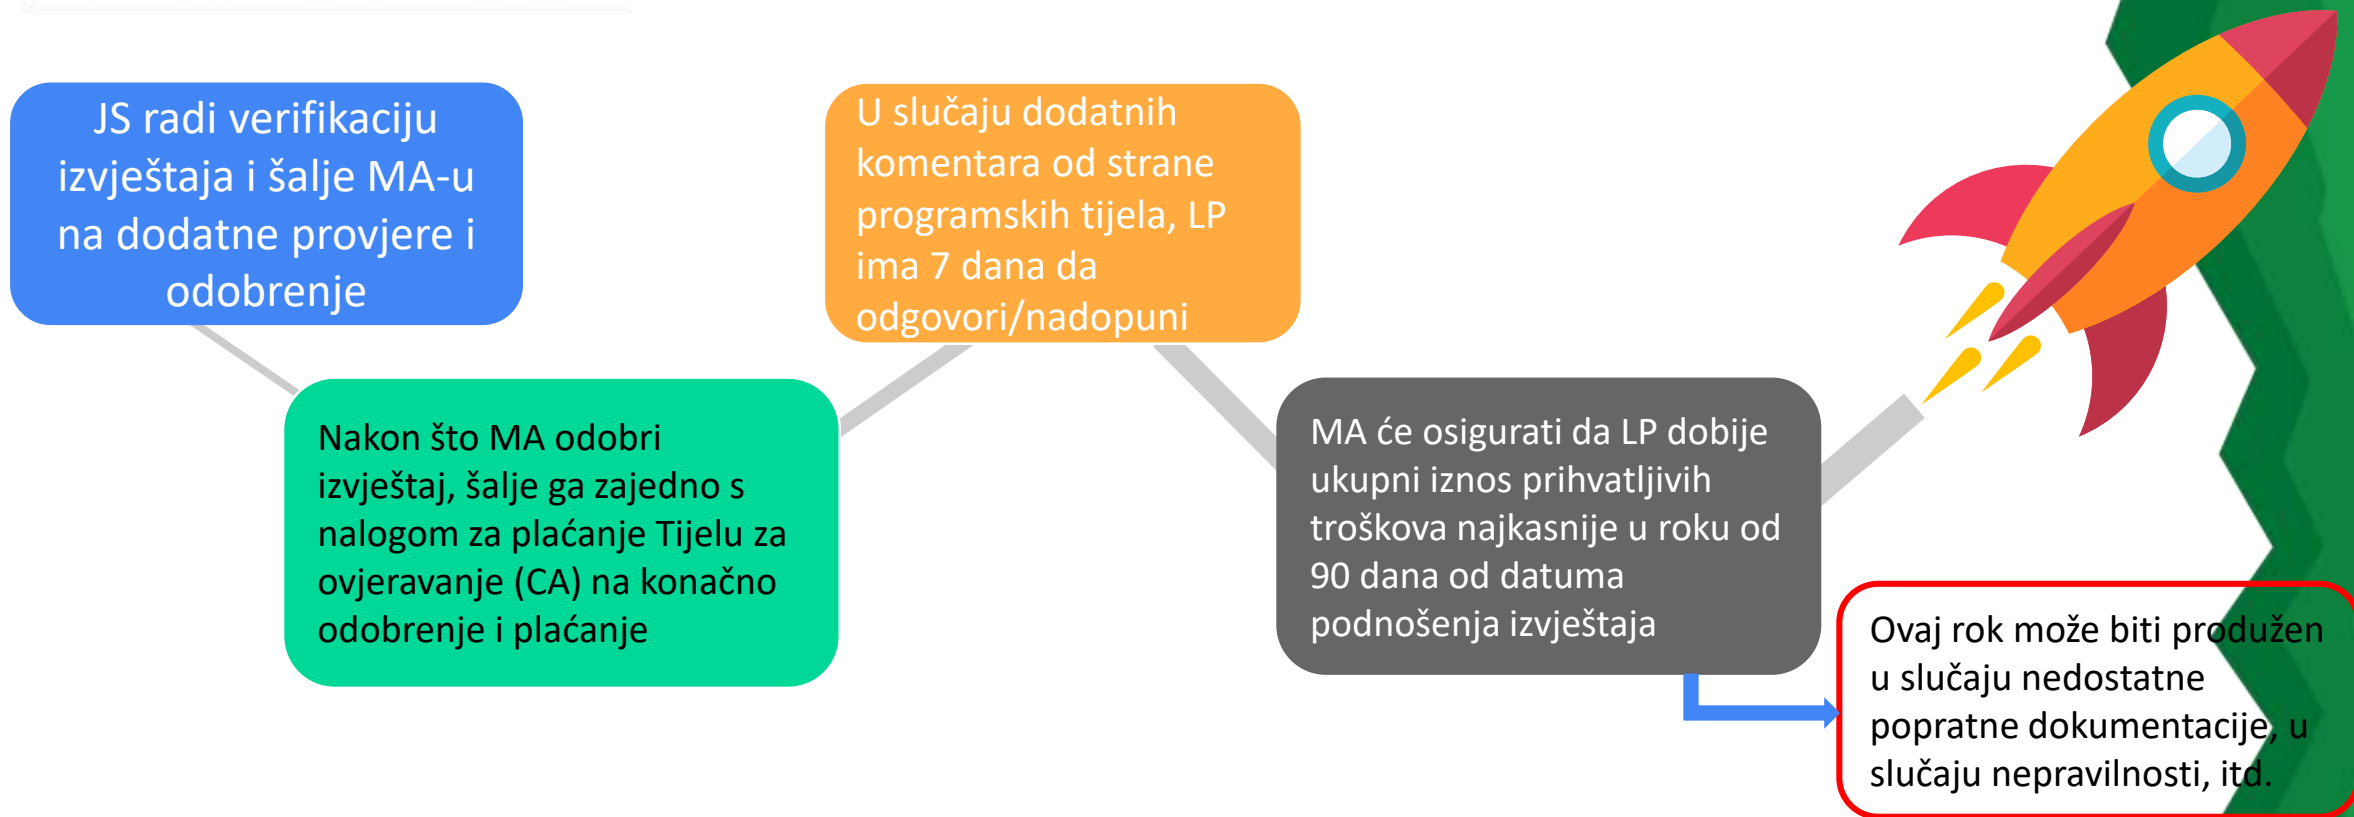 JS radi verifikaciju
izvještaja i šalje MA-u
na dodatne provjere i
odobrenje
Nakon što MA odobri
izvještaj, šalje ga zajedno s
nalogom za plaćanje Tijelu za
ovjeravanje (CA) na konačno
odobrenje i plaćanje
U slučaju dodatnih
komentara od strane
programskih tijela, LP
ima 7 dana da
odgovori/nadopuni
MA će osigurati da LP dobije
ukupni iznos prihvatljivih
troškova najkasnije u roku od
90 dana od datuma
podnošenja izvještaja
Ovaj rok može biti produžen
u slučaju nedostatne
popratne dokumentacije, u
slučaju nepravilnosti, itd.